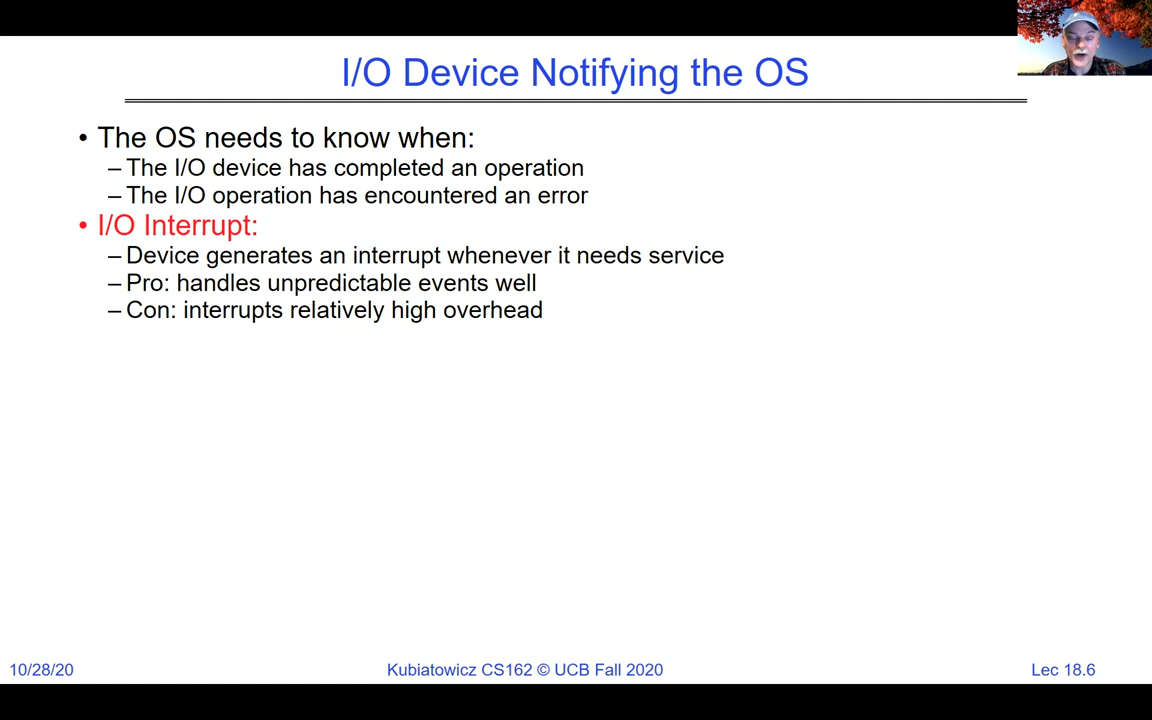 I/O Device Notifying the OS
• The OS needs to know when:
– The I/O device has completed an operation
– The I/O operation has encountered an error
• I/O Interrupt:
– Device generates an interrupt whenever it needs service
– Pro: handles unpredictable events well
– Con: interrupts relatively high overhead
10/28/20
Kubiatowicz CS162 © UCB Fall 2020
Lec 18.6